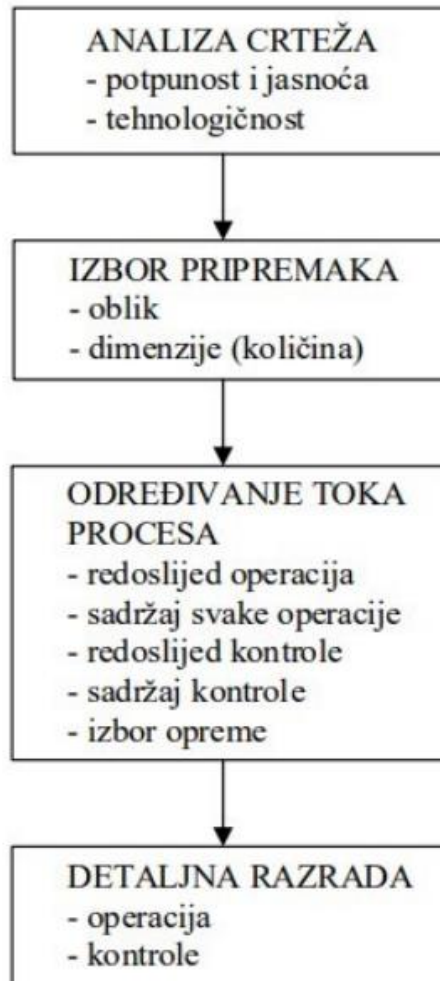 ANALIZA CRTEŽA
- potpunost i jasnoća
- tehnologičnost
IZBOR PRIPREMAKA
- oblik
- dimenzije (količina)
ODREĐIVANJE TOKA
PROCESA
- redoslijed operacija
- sadržaj svake operacije
- redoslijed kontrole
- sadržaj kontrole
- izbor opreme
DETALJNA RAZRADA
- operacija
- kontrole